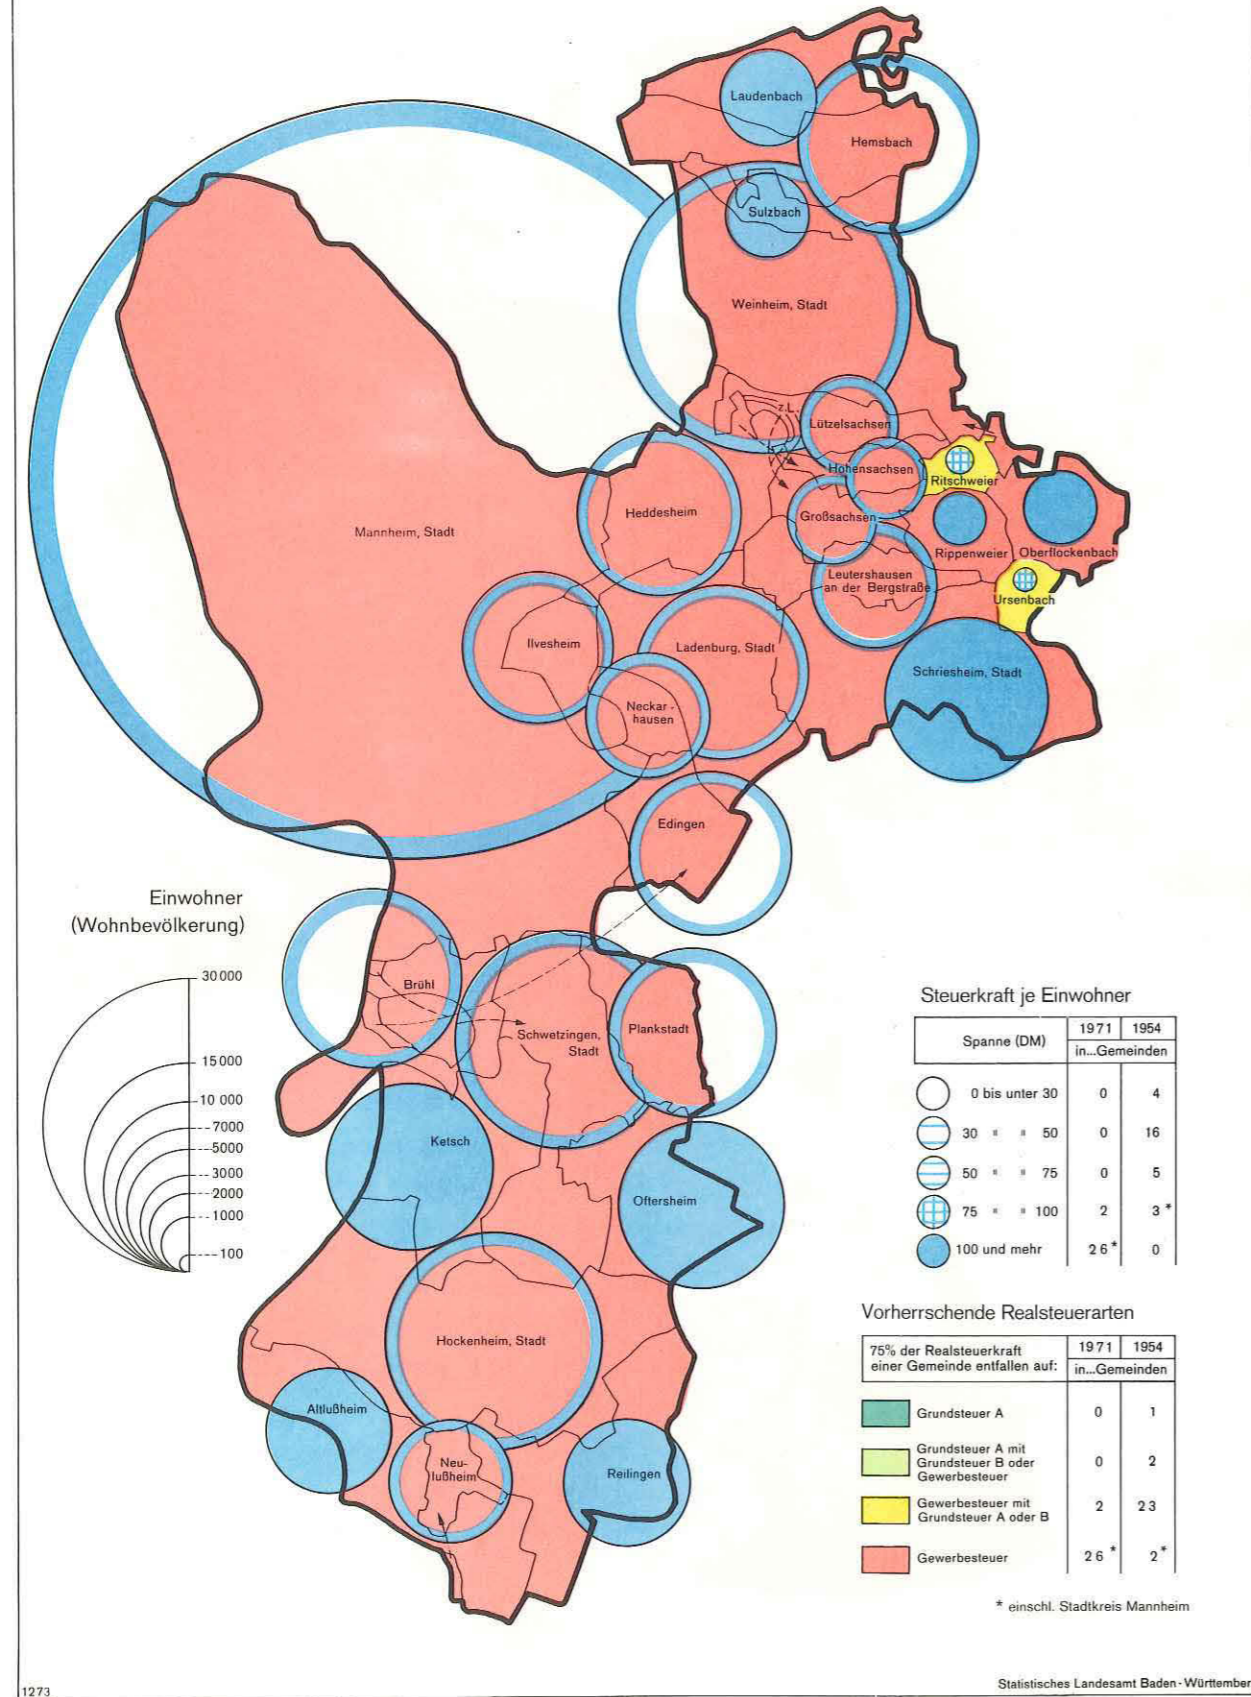 Laudenbach
Hemsbach
Sulzbach
Weinheim, Stadt
z.L.
Lützelsachsen
Hohensachsen
Ritschweier
Heddesheim
Großsachsen
Mannheim, Stadt
Rippenweier
Oberflockenbach
Leutershausen
an der Bergstraße
Ursenbach
Ilvesheim
Ladenburg, Stadt
Schriesheim, Stadt
Neckar-
hausen
Edingen
Einwohner
(Wohnbevölkerung)
30 000
15 000
10 000
7000
5000
3000
2000
1000
100
Brühl
Schwetzingen,
Stadt
Plankstadt
Ketsch
Oftersheim
Hockenheim, Stadt
Altlußheim
Neu-
lußheim
Reilingen
Steuerkraft je Einwohner
Spanne (DM) 1971 1954
in...Gemeinden
0 bis unter 30 0 4
30 " " 50 0 16
50 " " 75 0 5
75 " " 100 2 3*
100 und mehr 26* 0
Vorherrschende Realsteuerarten
75% der Realsteuerkraft 1971 1954
einer Gemeinde entfallen auf: in...Gemeinden
Grundsteuer A 0 1
Grundsteuer A mit
Grundsteuer B oder 0 2
Gewerbesteuer
Gewerbesteuer mit 2 23
Grundsteuer A oder B
Gewerbesteuer 26* 2*
* einschl. Stadtkreis Mannheim
1273
Statistisches Landesamt Baden-Württember